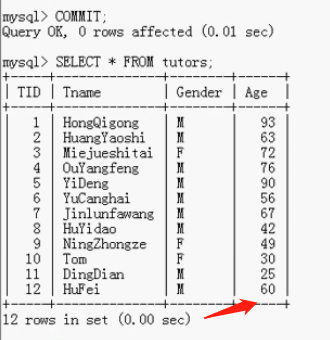 mysql> COMMIT;
Query OK, 0 rows affected (0.01 sec)
mysql> SELECT * FROM tutors;
+-----+---------------+--------+------+
| TID | Tname         | Gender | Age  |
+-----+---------------+--------+------+
|   1 | HongQigong    | M      |   93 |
|   2 | HuangYaoshi   | M      |   63 |
|   3 | Miejueshitai  | F      |   72 |
|   4 | OuYangfeng    | M      |   76 |
|   5 | YiDeng        | M      |   90 |
|   6 | YuCanghai     | M      |   56 |
|   7 | Jinlunfawang  | M      |   67 |
|   8 | HuYidao       | M      |   42 |
|   9 | NingZhongze   | F      |   49 |
|  10 | Tom           | F      |   30 |
|  11 | DingDian      | M      |   25 |
|  12 | HuFei         | M      |   60 |
+-----+---------------+--------+------+
12 rows in set (0.00 sec)